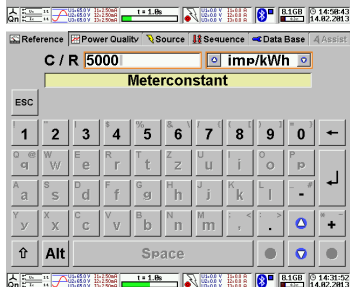 t = 1.0s 8.1GB 14:50:43
14.02.2013
Reference Power Quality Source Sequence Data Base Assist
C / R 5000 imp/kWh
Meterconstant
ESC
! " § $ % & / ( ) =
1 2 3 4 5 6 7 8 9 0 ←
Q @ W E R T Z U I O P
q w e r t z u i o p
A S D F G H J K L _ #
a s d f g h j k l -
Y X C V B N M ; < : > * ~
y x c v b n m , . +
Alt Space
t = 1.0s 8.1GB 14:31:52
14.02.2013